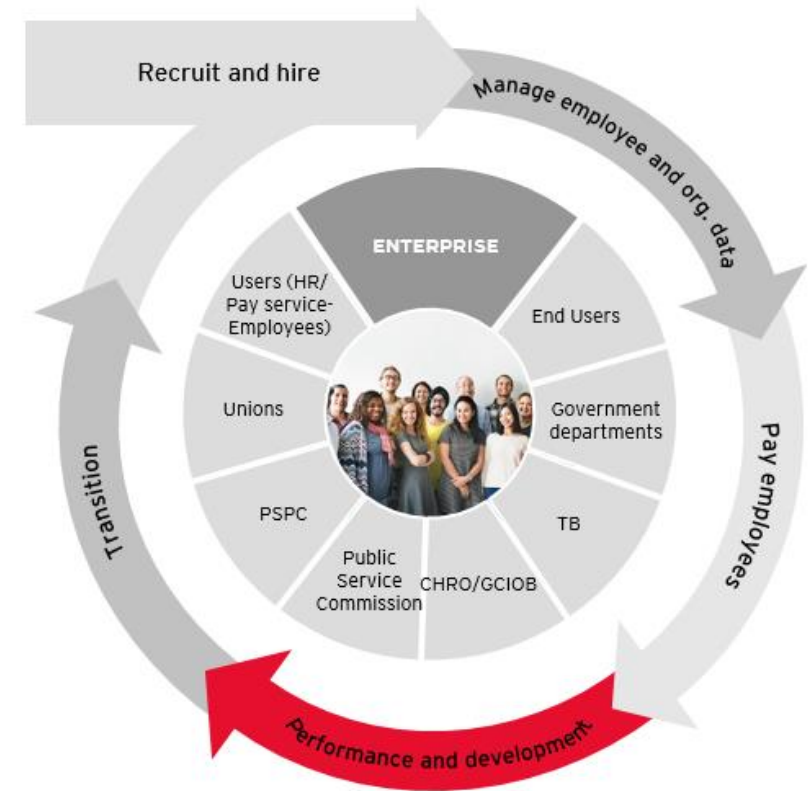 Recruit and hire
Manage employee and org. data
Pay employees
Performance and development
Transition
ENTERPRISE
End Users
Government
departments
TB
CHRO/GCIOB
Public
Service
Commission
PSPC
Unions
Users (HR/
Pay service-
Employees)